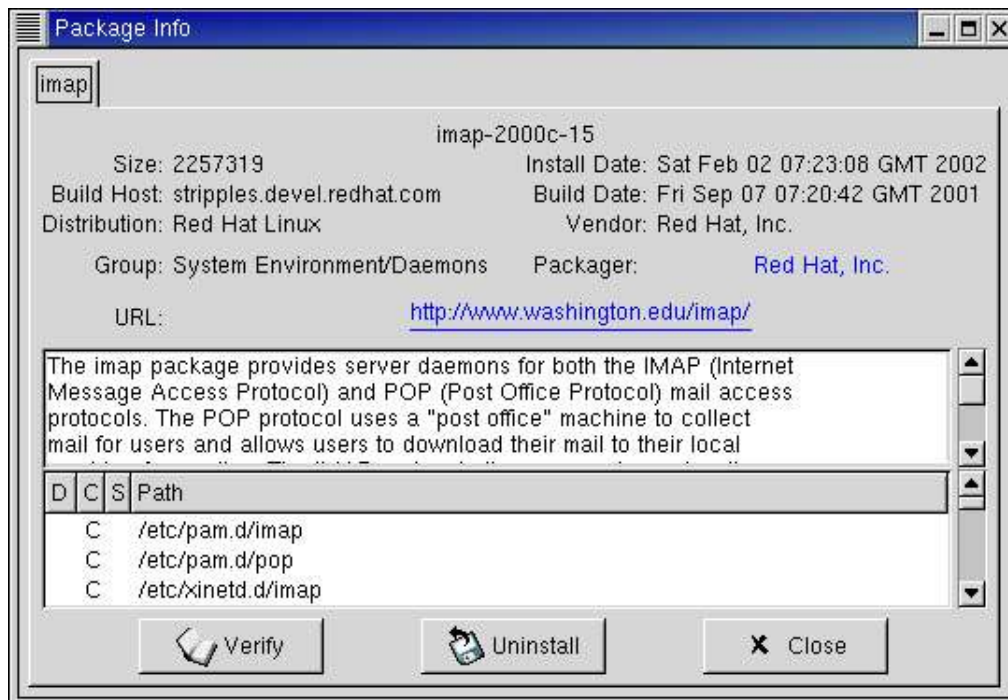 Package Info
imap
imap-2000c-15
Size: 2257319 Install Date: Sat Feb 02 07:23:08 GMT 2002
Build Host: stripples.devel.redhat.com Build Date: Fri Sep 07 07:20:42 GMT 2001
Distribution: Red Hat Linux Vendor: Red Hat, Inc.
Group: System Environment/Daemons Packager: Red Hat, Inc.
URL: http://www.washington.edu/imap/
The imap package provides server daemons for both the IMAP (Internet
Message Access Protocol) and POP (Post Office Protocol) mail access
protocols. The POP protocol uses a "post office" machine to collect
mail for users and allows users to download their mail to their local
D C S Path
C /etc/pam.d/imap
C /etc/pam.d/pop
C /etc/xinetd.d/imap
Verify Uninstall Close